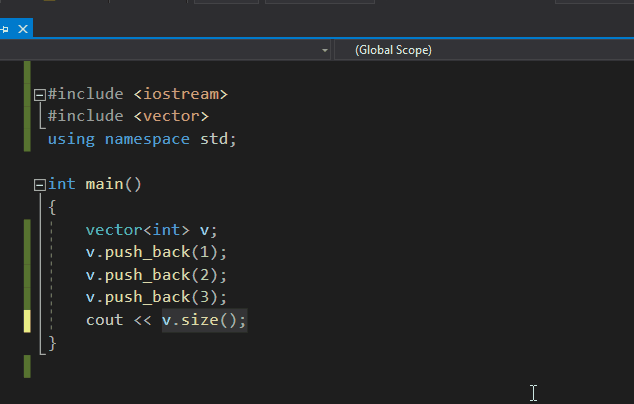 (Global Scope)
#include <iostream>
#include <vector>
using namespace std;
int main()
{
vector<int> v;
v.push_back(1);
v.push_back(2);
v.push_back(3);
cout << v.size();
}